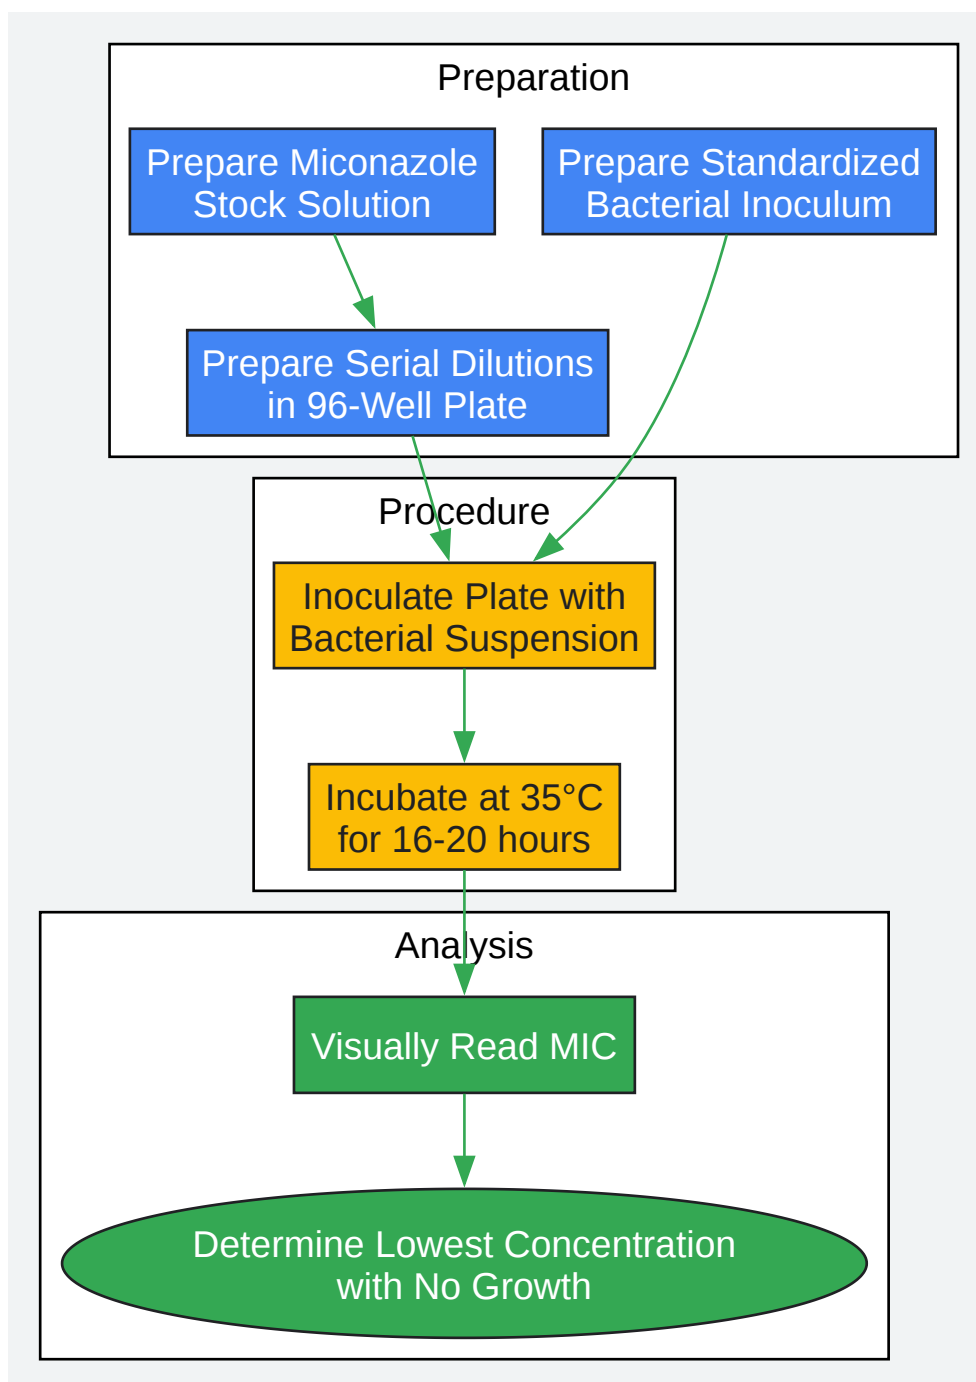 Preparation
Prepare Miconazole
Stock Solution
Prepare Standardized
Bacterial Inoculum
Prepare Serial Dilutions
in 96-Well Plate
Procedure
Inoculate Plate with
Bacterial Suspension
Incubate at 35°C
for 16-20 hours
Analysis
Visually Read MIC
Determine Lowest Concentration
with No Growth